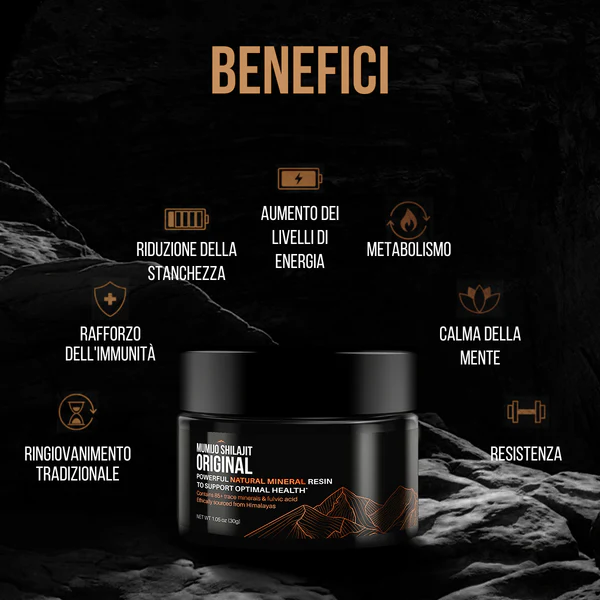 BENEFICI
AUMENTO DEI
LIVELLI DI
ENERGIA
RIDUZIONE DELLA
STANCHEZZA
METABOLISMO
RAFFORZO
DELL'IMMUNITÀ
CALMA DELLA
MENTE
RINGIOVANIMENTO
TRADIZIONALE
RESISTENZA
MUMIJO SHILAJIT
ORIGINAL
POWERFUL NATURAL MINERAL RESIN
TO SUPPORT OPTIMAL HEALTH*
Contains 85+ trace minerals & fulvic acid
Ethically sourced from Himalayas
NET WT 1.06 oz (30g)